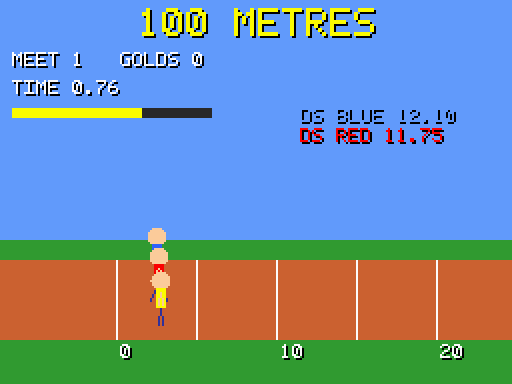 100 METRES
MEET 1 GOLDS 0
TIME 0.76
DS BLUE 12.10
DS RED 11.75
0 10 20